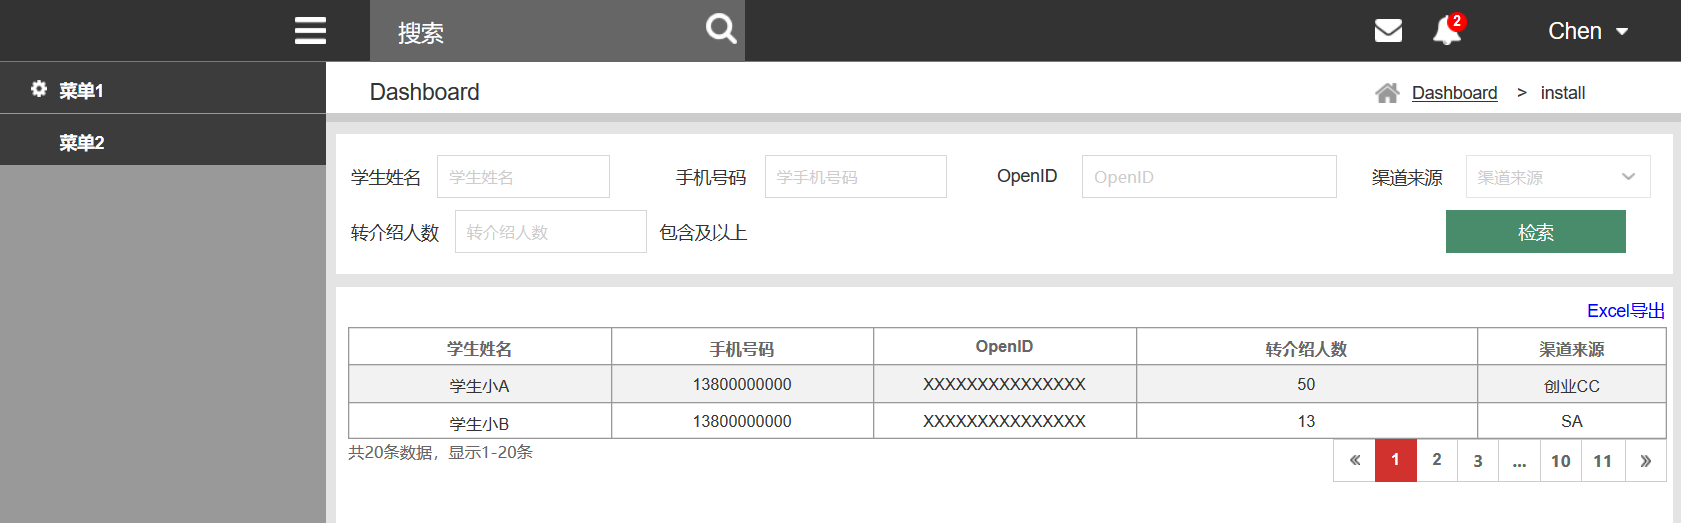 搜索
2
Chen
菜单1
菜单2
Dashboard
Dashboard > install
学生姓名 学生姓名 手机号码 学手机号码 OpenID OpenID 渠道来源 渠道来源
转介绍人数 转介绍人数 包含及以上 检索
Excel导出
学生姓名 手机号码 OpenID 转介绍人数 渠道来源
学生小A 13800000000 XXXXXXXXXXXXXXX 50 创业CC
学生小B 13800000000 XXXXXXXXXXXXXXX 13 SA
共20条数据，显示1-20条
« 1 2 3 ... 10 11 »